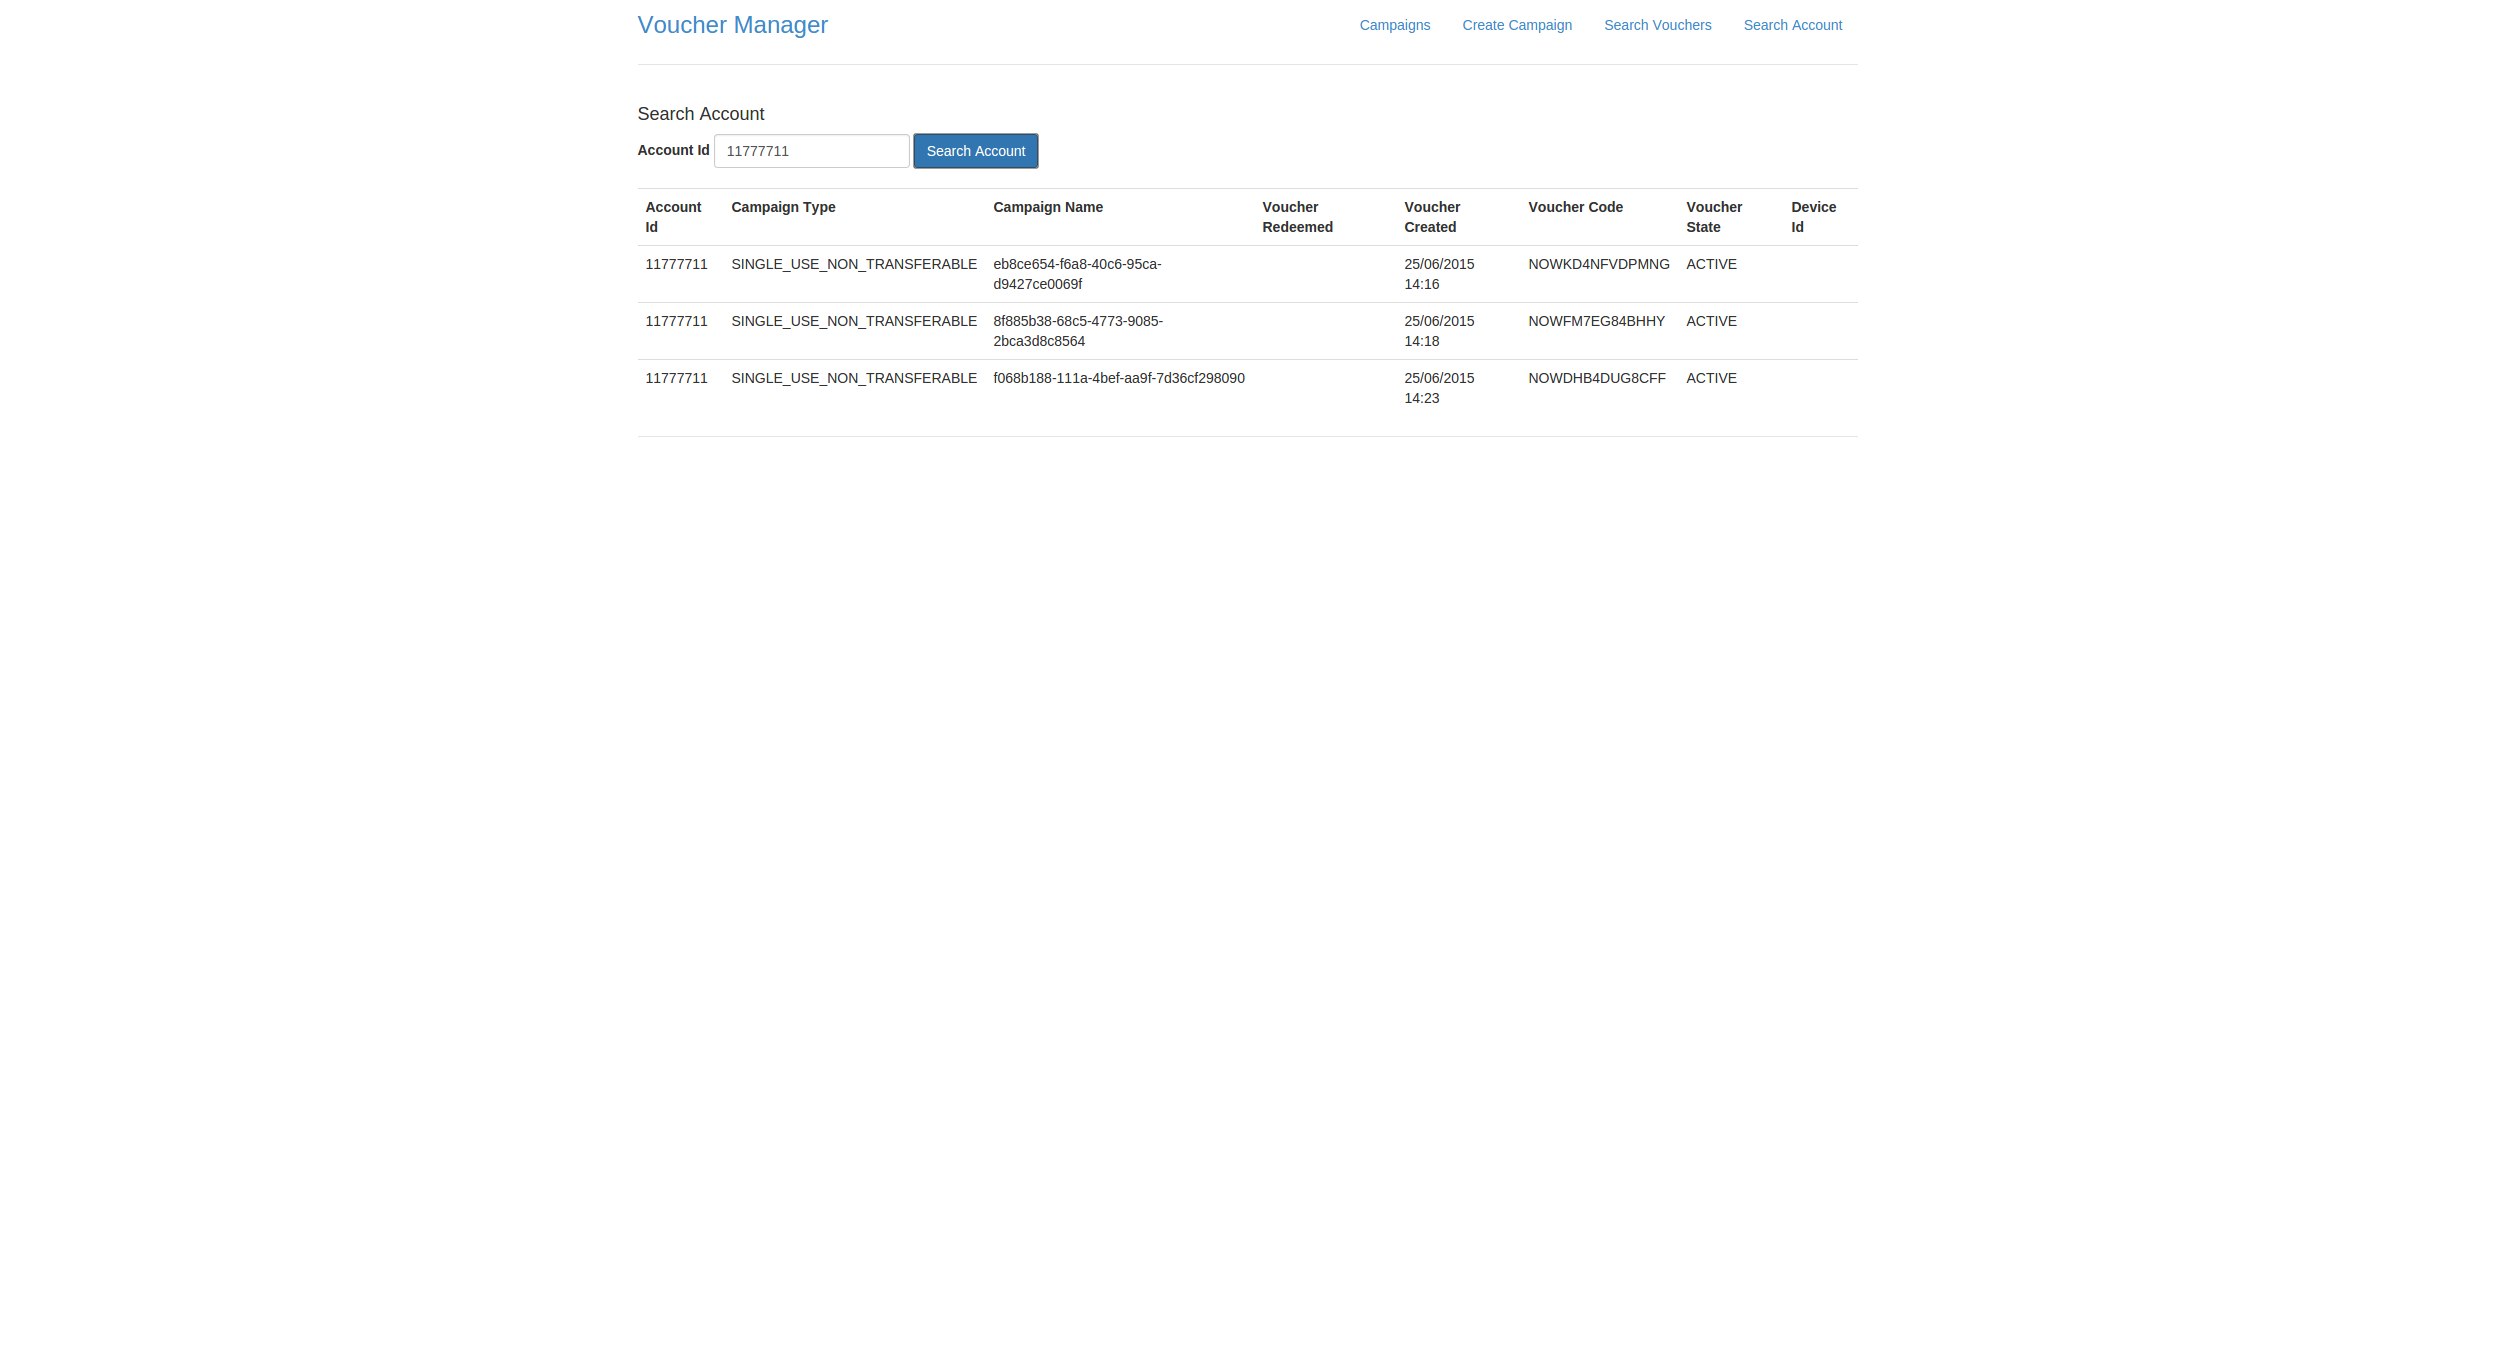 Voucher Manager
Campaigns Create Campaign Search Vouchers Search Account
Search Account
Account Id 11777711 Search Account
Account Campaign Type Campaign Name Voucher Voucher Voucher Code Voucher Device
Id Redeemed Created State Id
11777711 SINGLE_USE_NON_TRANSFERABLE eb8ce654-f6a8-40c6-95ca- 25/06/2015 NOWKD4NFVDPMNG ACTIVE
d9427ce0069f 14:16
11777711 SINGLE_USE_NON_TRANSFERABLE 8f885b38-68c5-4773-9085- 25/06/2015 NOWFM7EG84BHHY ACTIVE
2bca3d8c8564 14:18
11777711 SINGLE_USE_NON_TRANSFERABLE f068b188-111a-4bef-aa9f-7d36cf298090 25/06/2015 NOWDHB4DUG8CFF ACTIVE
14:23